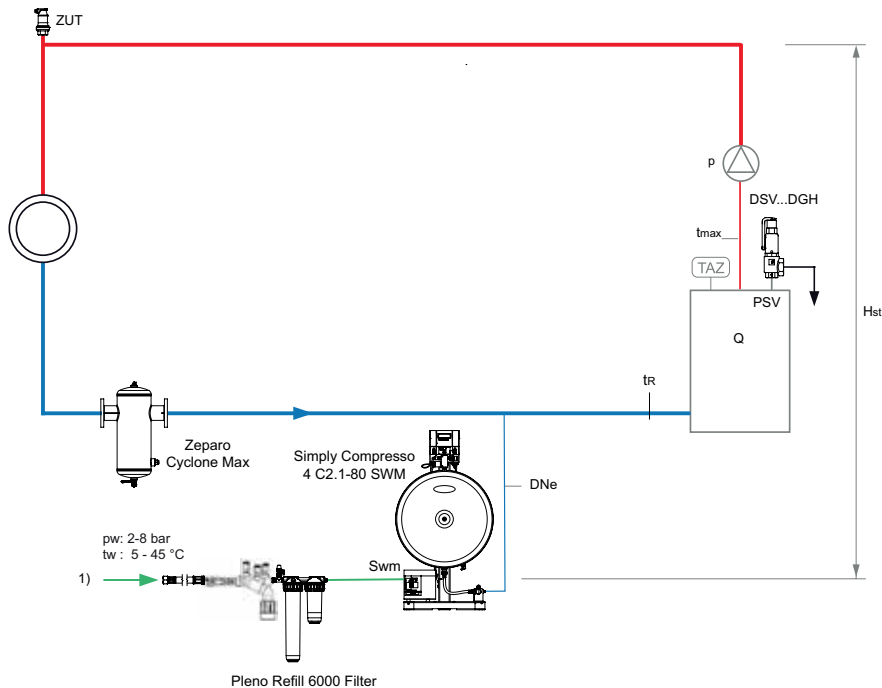 ZUT
p
DSV...DGH
tmax
TAZ
PSV
Q
Hst
tR
Zeparo
Cyclone Max
Simply Compresso
4 C2.1-80 SWM
DNe
pw: 2-8 bar
tw : 5 - 45 °C
1)
Swm
Pleno Refill 6000 Filter